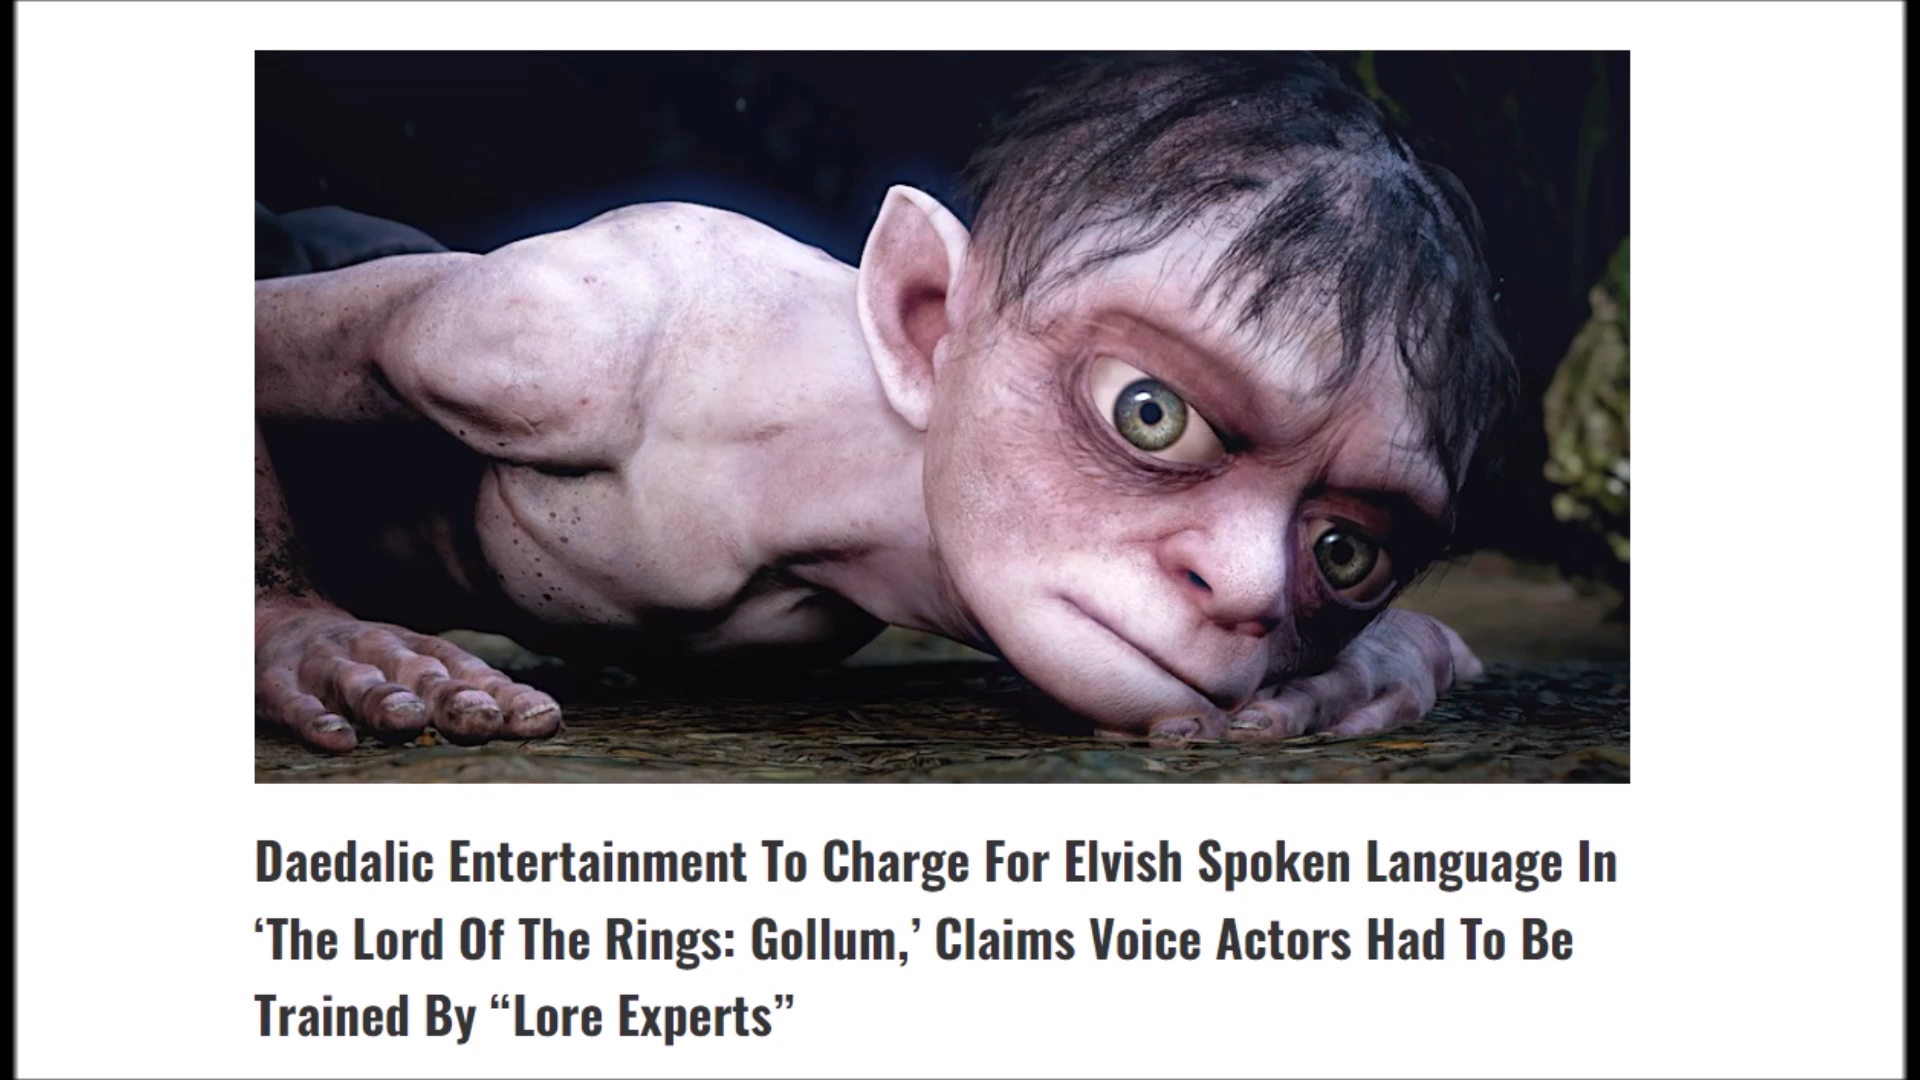 Daedalic Entertainment To Charge For Elvish Spoken Language In
‘The Lord Of The Rings: Gollum,’ Claims Voice Actors Had To Be
Trained By “Lore Experts”